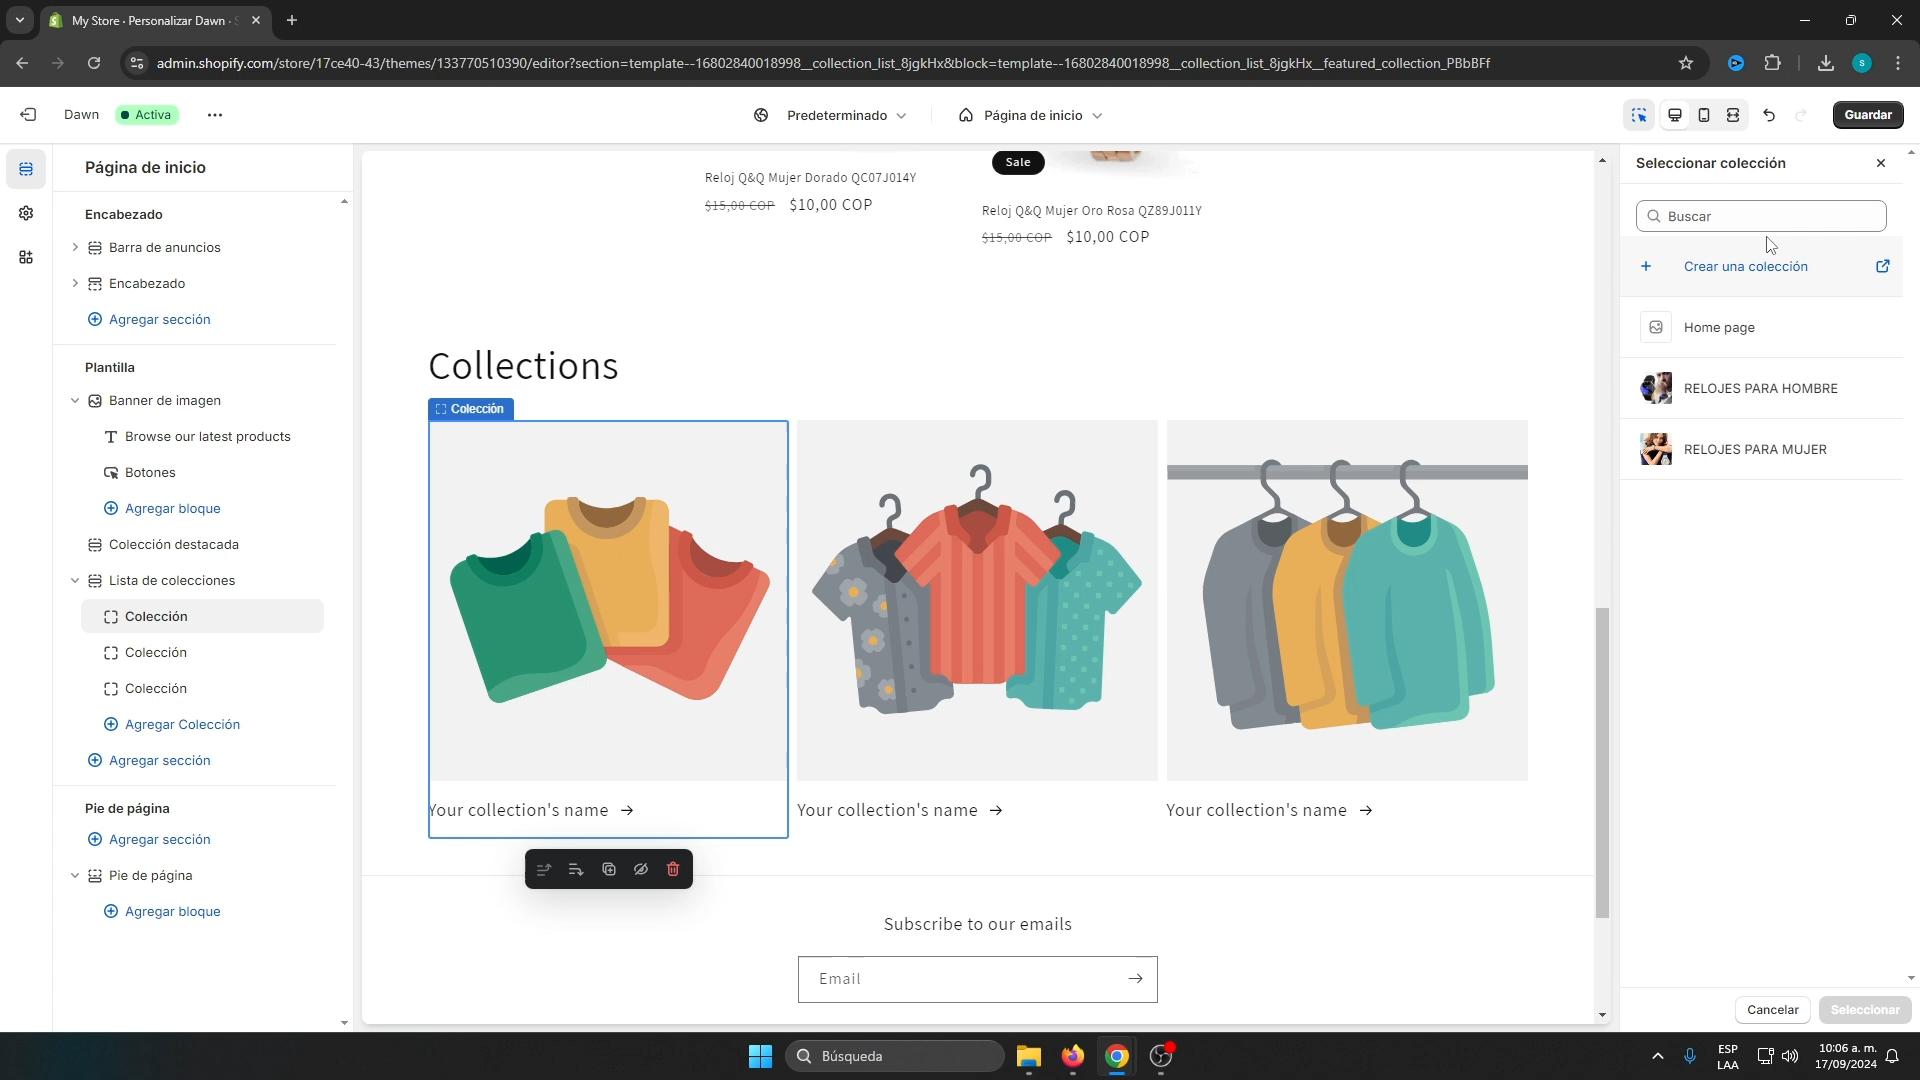 My Store · Personalizar Dawn ·
admin.shopify.com/store/17ce40-43/themes/133770510390/editor?section=template--16802840018998__collection_list_8jgkHx&block=template--16802840018998__collection_list_8jgkHx__featured_collection_PBbBFf
S
Dawn
Activa
Predeterminado
Página de inicio
Guardar
Página de inicio
Encabezado
Barra de anuncios
Encabezado
Agregar sección
Plantilla
Banner de imagen
Browse our latest products
Botones
Agregar bloque
Colección destacada
Lista de colecciones
Colección
Colección
Colección
Agregar Colección
Agregar sección
Pie de página
Agregar sección
Pie de página
Agregar bloque
Sale
Reloj Q&Q Mujer Dorado QC07J014Y
$15,00 COP $10,00 COP
Reloj Q&Q Mujer Oro Rosa QZ89J011Y
$15,00 COP $10,00 COP
Collections
Colección
Your collection's name →
Your collection's name →
Your collection's name →
Subscribe to our emails
Email
Seleccionar colección
Buscar
Crear una colección
Home page
RELOJES PARA HOMBRE
RELOJES PARA MUJER
Cancelar
Seleccionar
Búsqueda
ESP
LAA
10:06 a. m.
17/09/2024